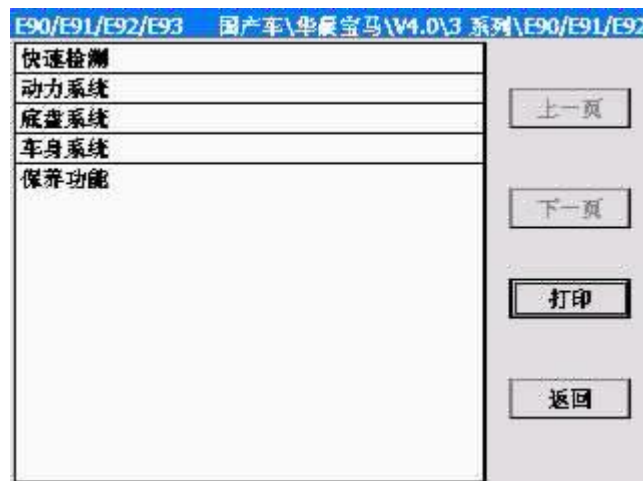 E90/E91/E92/E93 国产车\华晨宝马\V4.0\3 系列\E90/E91/E92
快速检测
动力系统
底盘系统
车身系统
保养功能
上一页
下一页
打印
返回